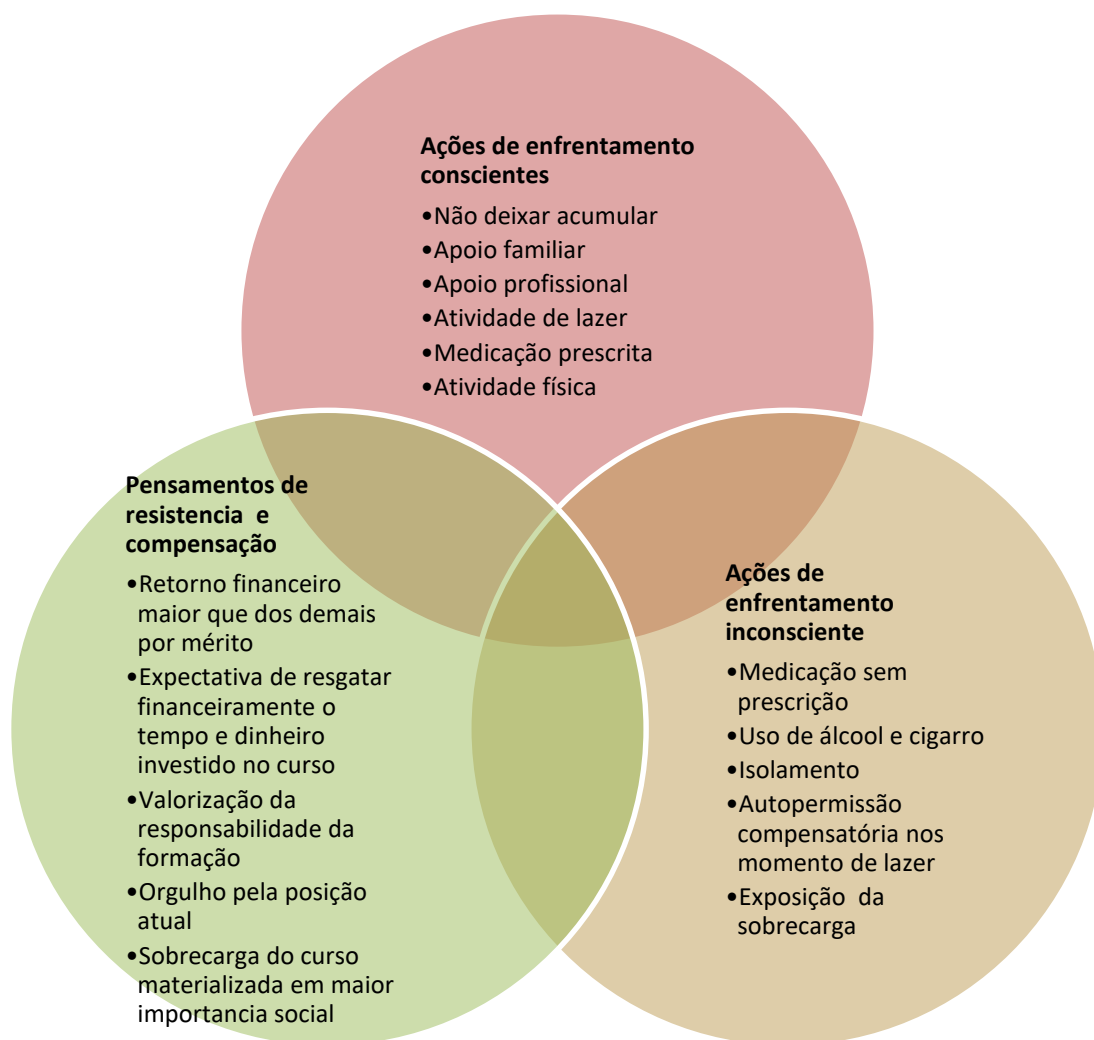 Ações de enfrentamento
conscientes
•Não deixar acumular
•Apoio familiar
•Apoio profissional
•Atividade de lazer
•Medicação prescrita
•Atividade física
Pensamentos de
resistencia e
compensação
•Retorno financeiro
maior que dos demais
por mérito
•Expectativa de resgatar
financeiramente o
tempo e dinheiro
investido no curso
•Valorização da
responsabilidade da
formação
•Orgulho pela posição
atual
•Sobrecarga do curso
materializada em maior
importancia social
Ações de
enfrentamento
inconsciente
•Medicação sem
prescrição
•Uso de álcool e cigarro
•Isolamento
•Autopermissão
compensatória nos
momento de lazer
•Exposição da
sobrecarga